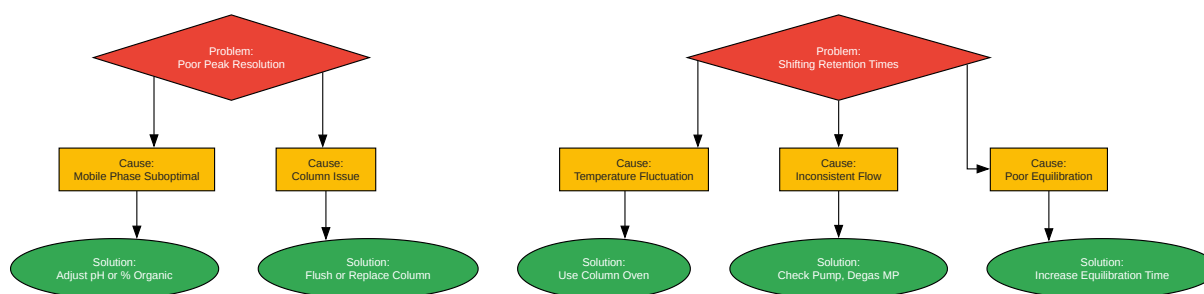 Problem:
Poor Peak Resolution
Problem:
Shifting Retention Times
Cause:
Mobile Phase Suboptimal
Cause:
Column Issue
Cause:
Temperature Fluctuation
Cause:
Inconsistent Flow
Cause:
Poor Equilibration
Solution:
Adjust pH or % Organic
Solution:
Flush or Replace Column
Solution:
Use Column Oven
Solution:
Check Pump, Degas MP
Solution:
Increase Equilibration Time